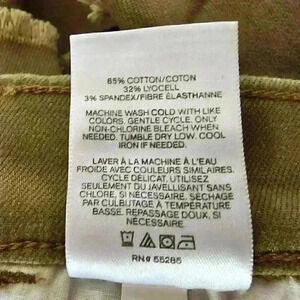 65% COTTON/COTON
32% LYOCELL
3% SPANDEX/FIBRE ÉLASTHANNE
MACHINE WASH COLD WITH LIKE
COLORS. GENTLE CYCLE. ONLY
NON-CHLORINE BLEACH WHEN
NEEDED. TUMBLE DRY LOW. COOL
IRON IF NEEDED.
LAVER À LA MACHINE À L'EAU
FROIDE AVEC COULEURS SIMILAIRES.
CYCLE DÉLICAT. UTILISEZ
SEULEMENT DU JAVELLISANT SANS
CHLORE, SI NÉCESSAIRE. SÉCHAGE
PAR CULBUTAGE À TEMPÉRATURE
BASSE. REPASSAGE DOUX, SI
NÉCESSAIRE.
RN# 55285